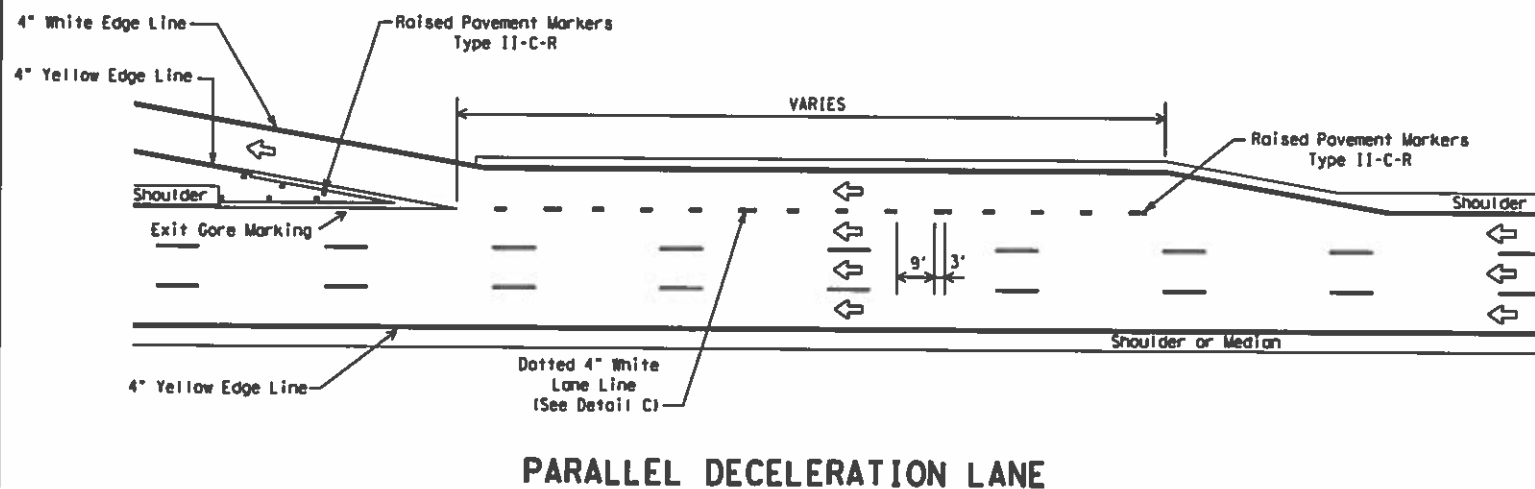 4" White Edge Line
Raised Pavement Markers
Type II-C-R
4" Yellow Edge Line
VARIES
Raised Pavement Markers
Type II-C-R
Shoulder
Shoulder
Exit Gore Marking
9'
3'
Shoulder or Median
Dotted 4" White
Lane Line
(See Detail C)
4" Yellow Edge Line
PARALLEL DECELERATION LANE